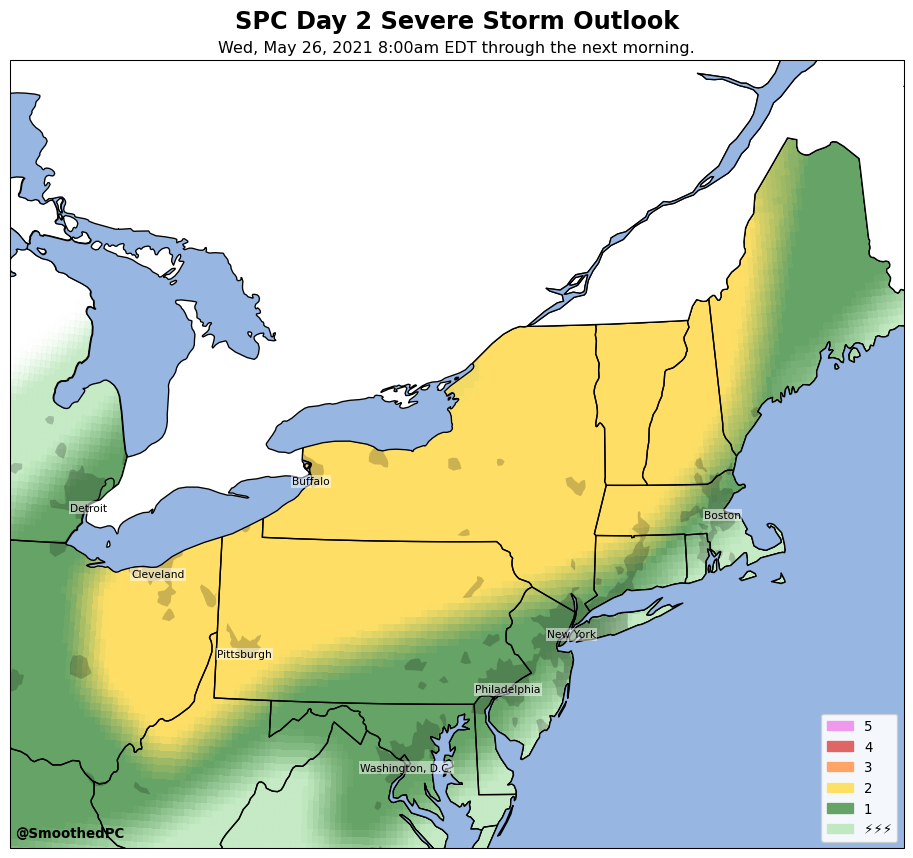 SPC Day 2 Severe Storm Outlook
Wed, May 26, 2021 8:00am EDT through the next morning.
Buffalo
Detroit
Boston
Cleveland
New York
Pittsburgh
Philadelphia
Washington, D.C.
5
4
3
2
1
⚡⚡⚡
@SmoothedPC